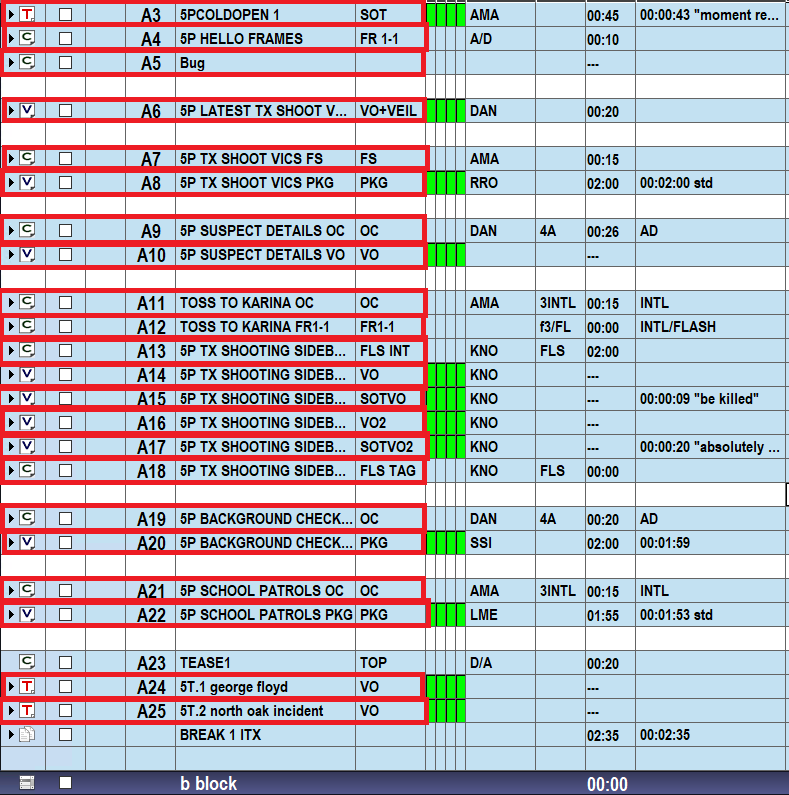 T A3 5PCOLDOPEN 1 SOT AMA 00:45 00:00:43 "moment re...
C A4 5P HELLO FRAMES FR 1-1 A/D 00:10
C A5 Bug ---
V A6 5P LATEST TX SHOOT V... VO+VEIL DAN 00:20
C A7 5P TX SHOOT VICS FS FS AMA 00:15
V A8 5P TX SHOOT VICS PKG PKG RRO 02:00 00:02:00 std
C A9 5P SUSPECT DETAILS OC OC DAN 4A 00:26 AD
V A10 5P SUSPECT DETAILS VO VO ---
C A11 TOSS TO KARINA OC OC AMA 3INTL 00:15 INTL
C A12 TOSS TO KARINA FR1-1 FR1-1 f3/FL 00:00 INTL/FLASH
C A13 5P TX SHOOTING SIDEB... FLS INT KNO FLS 02:00
V A14 5P TX SHOOTING SIDEB... VO KNO ---
V A15 5P TX SHOOTING SIDEB... SOTVO KNO --- 00:00:09 "be killed"
V A16 5P TX SHOOTING SIDEB... VO2 KNO ---
V A17 5P TX SHOOTING SIDEB... SOTVO2 KNO --- 00:00:20 "absolutely ...
C A18 5P TX SHOOTING SIDEB... FLS TAG KNO FLS 00:00
C A19 5P BACKGROUND CHECK... OC DAN 4A 00:20 AD
V A20 5P BACKGROUND CHECK... PKG SSI 02:00 00:01:59
C A21 5P SCHOOL PATROLS OC OC AMA 3INTL 00:15 INTL
V A22 5P SCHOOL PATROLS PKG PKG LME 01:55 00:01:53 std
C A23 TEASE1 TOP D/A 00:20
T A24 5T.1 george floyd VO ---
T A25 5T.2 north oak incident VO ---
BREAK 1 ITX 02:35 00:02:35
b block 00:00